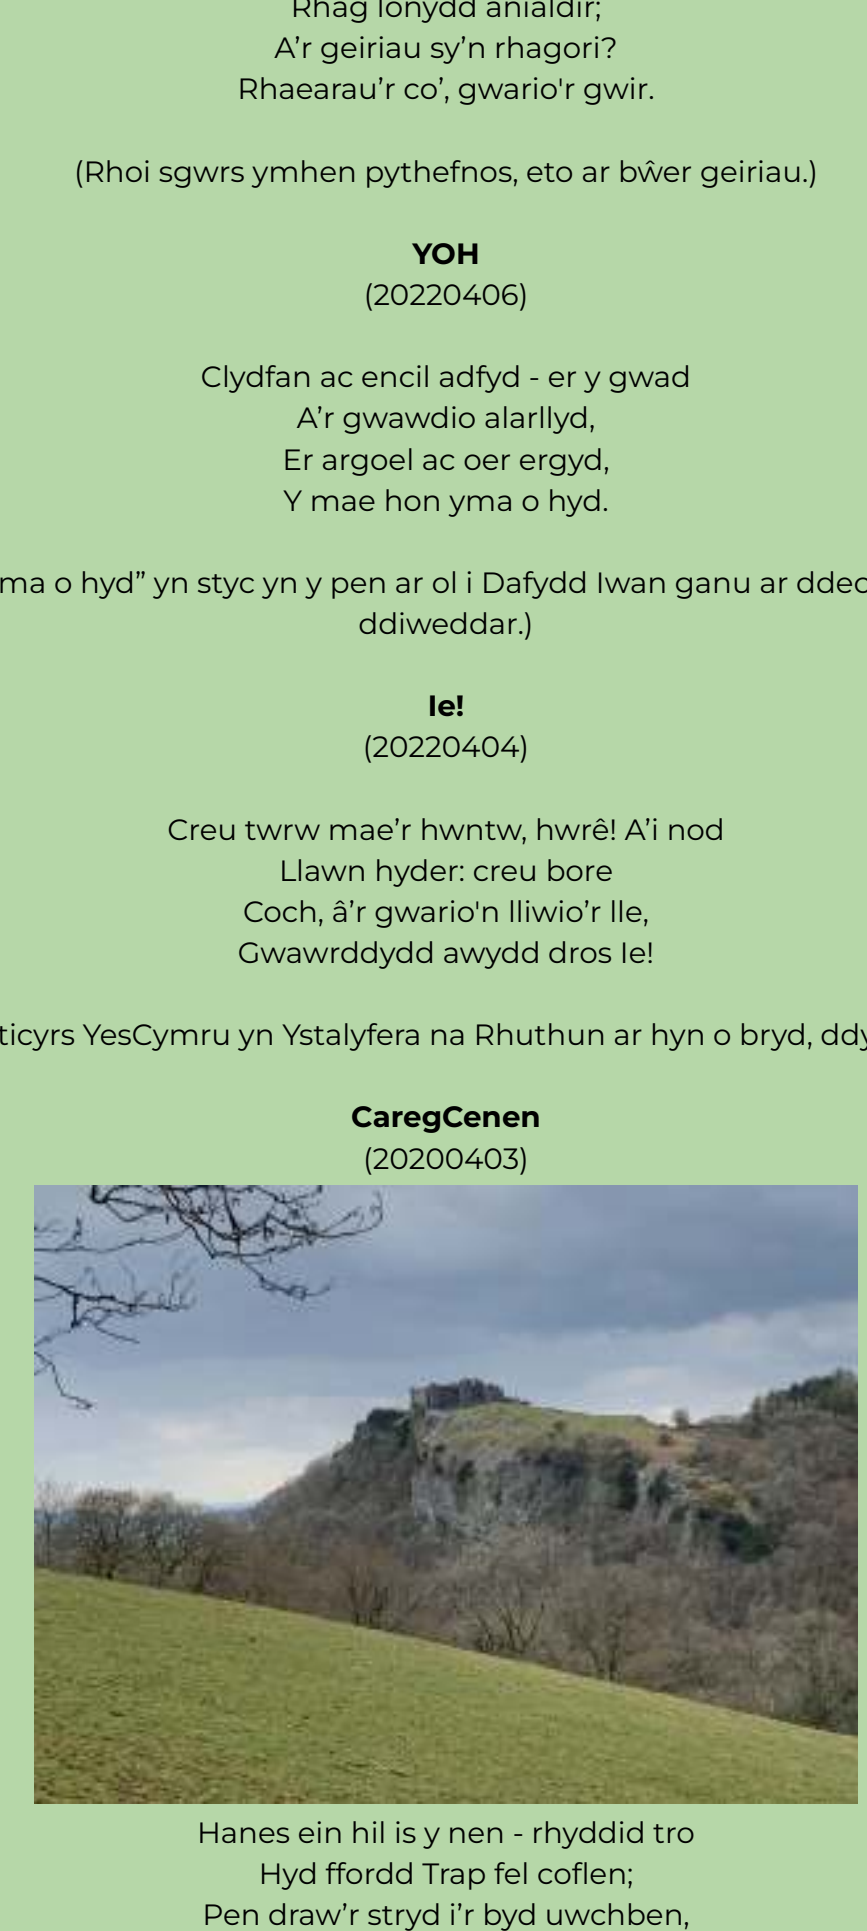 Rhag lonydd anialdir;
A’r geiriau sy’n rhagori?
Rhaearau’r co’, gwario'r gwir.
(Rhoi sgwrs ymhen pythefnos, eto ar bŵer geiriau.)
YOH
(20220406)
Clydfan ac encil adfyd - er y gwad
A’r gwawdio alarllyd,
Er argoel ac oer ergyd,
Y mae hon yma o hyd.
ma o hyd” yn styc yn y pen ar ol i Dafydd Iwan ganu ar ddec
ddiweddar.)
Ie!
(20220404)
Creu twrw mae’r hwntw, hwrê! A’i nod
Llawn hyder: creu bore
Coch, â’r gwario'n lliwio’r lle,
Gwawrddydd awydd dros Ie!
ticyrs YesCymru yn Ystalyfera na Rhuthun ar hyn o bryd, ddy
CaregCenen
(20200403)
Hanes ein hil is y nen - rhyddid tro
Hyd ffordd Trap fel coflen;
Pen draw’r stryd i’r byd uwchben,